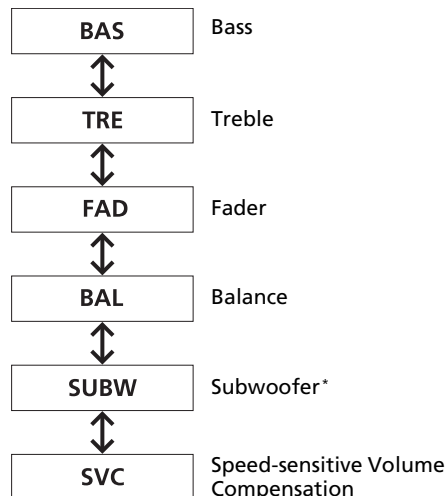 BAS Bass
TRE Treble
FAD Fader
BAL Balance
SUBW Subwoofer*
SVC Speed-sensitive Volume
Compensation